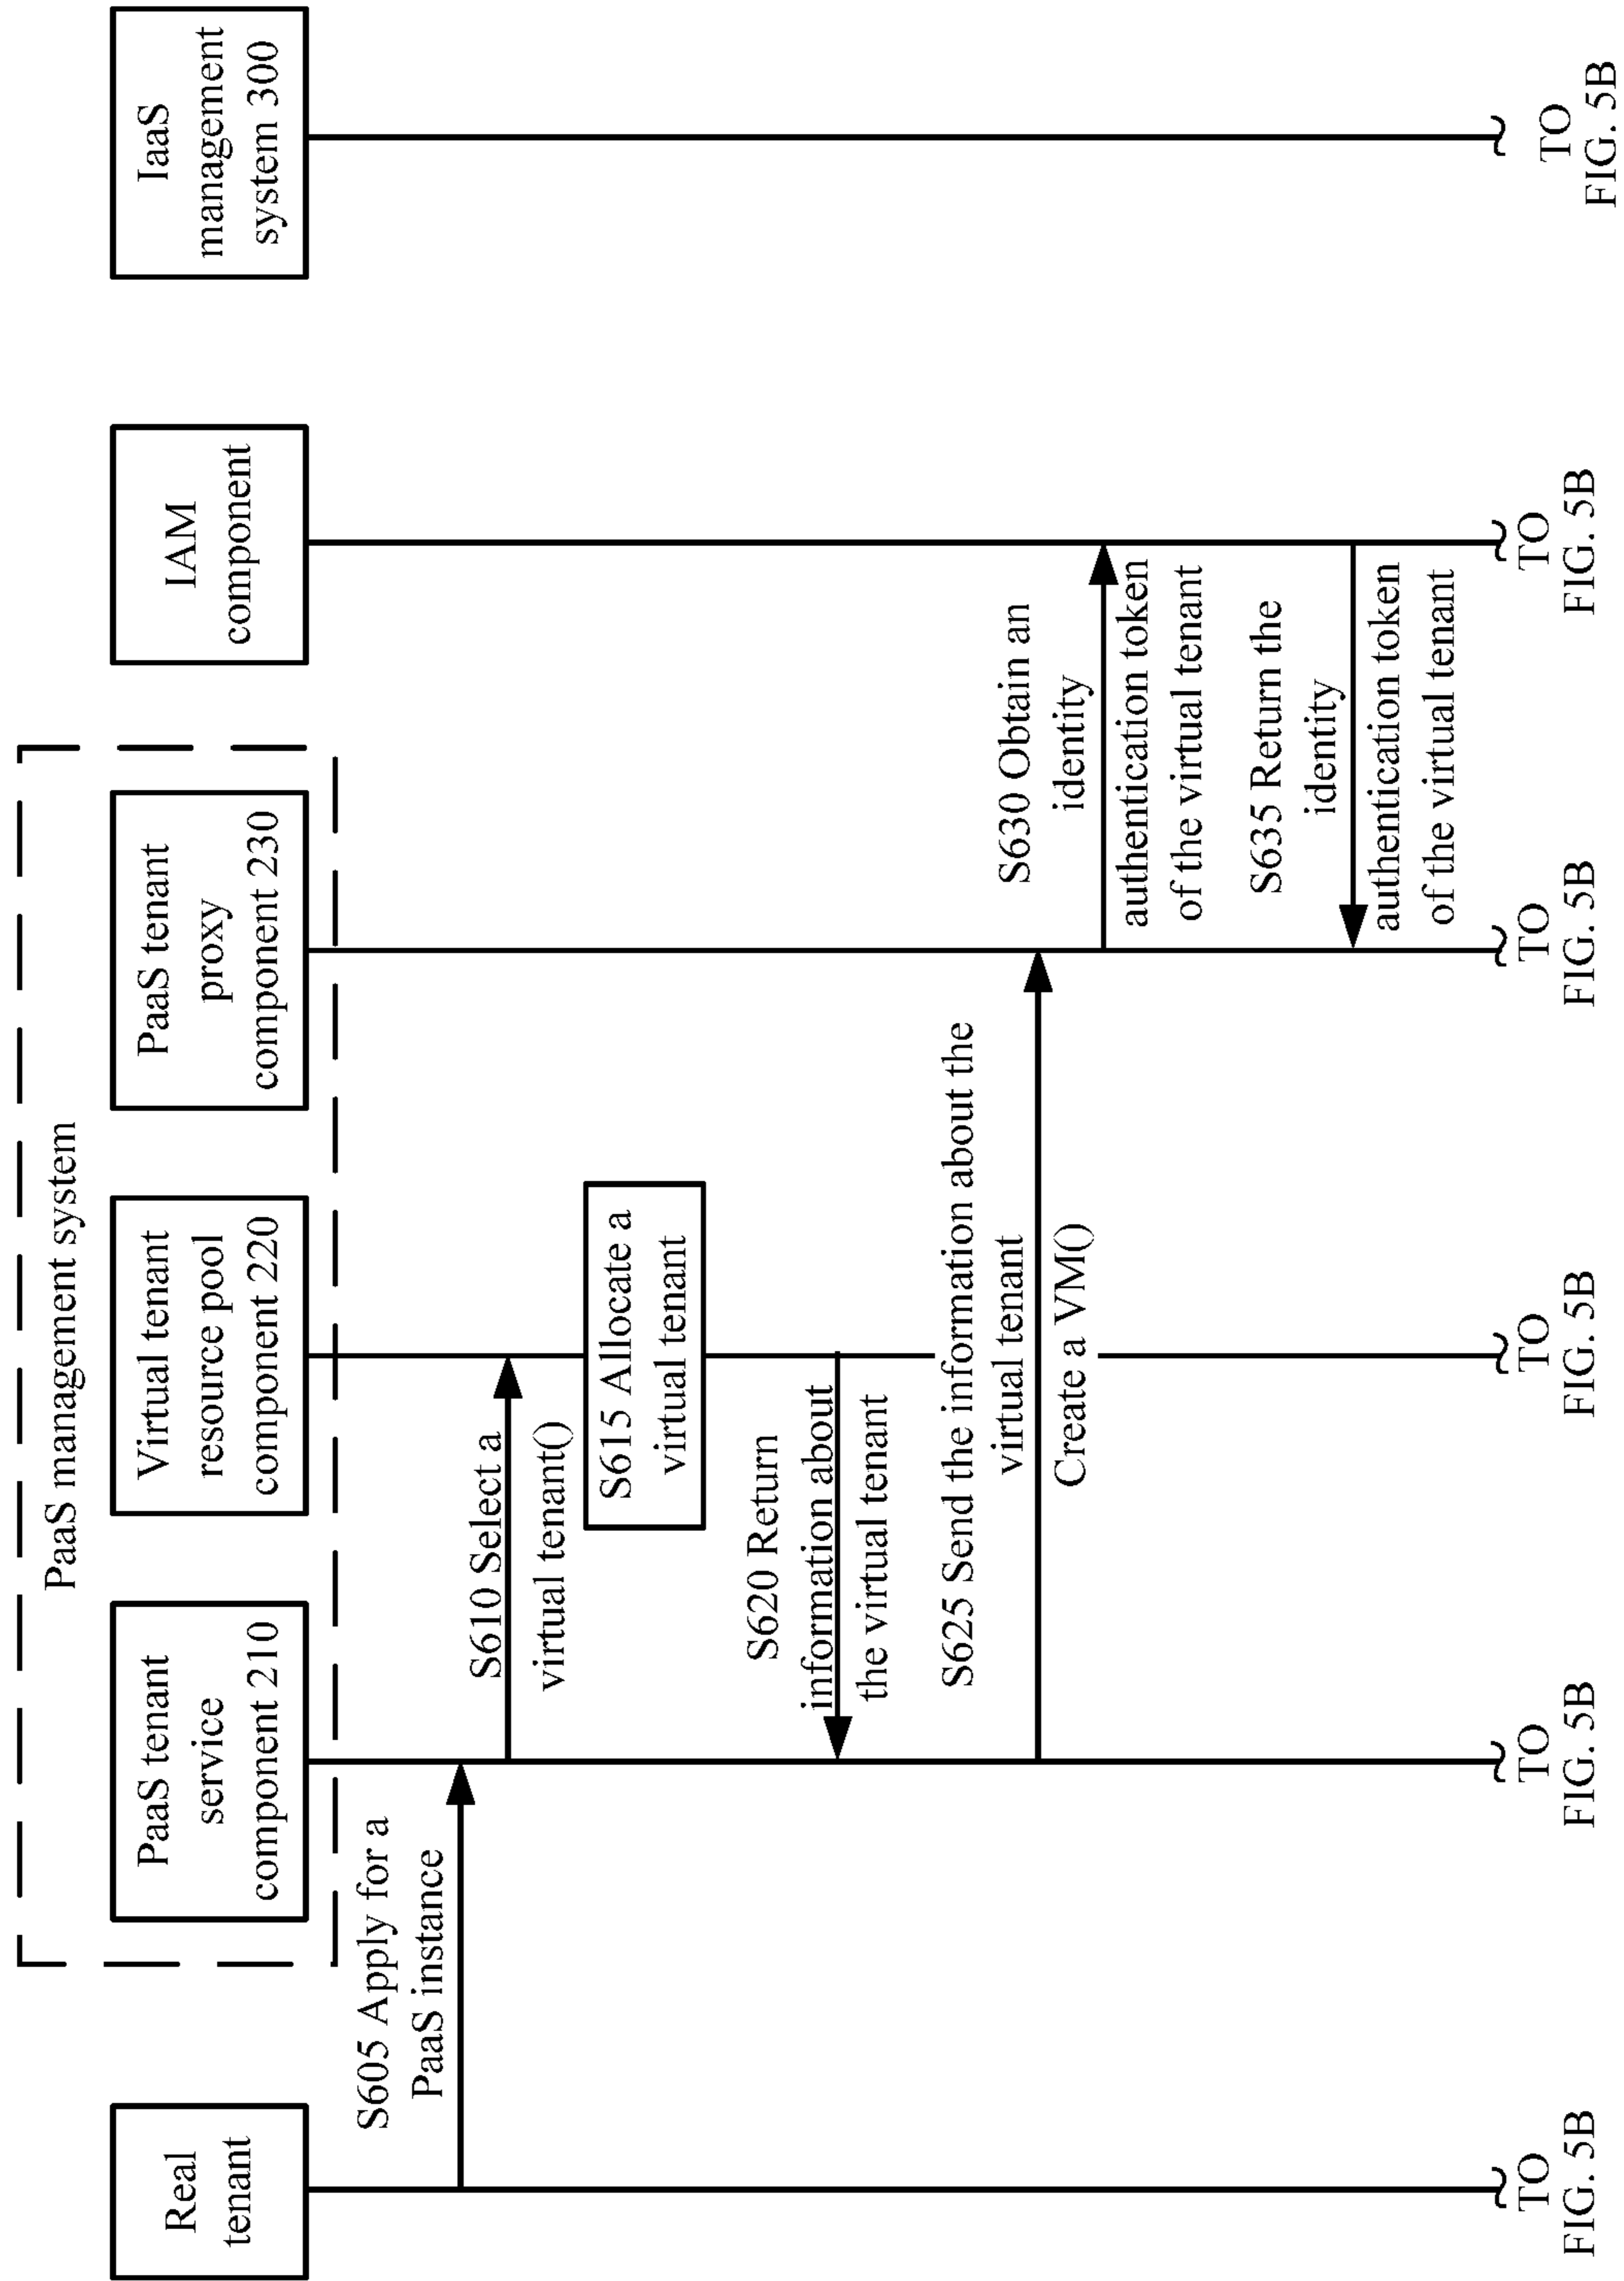 PaaS management system
Real
tenant
PaaS tenant
service
component 210
Virtual tenant
resource pool
component 220
PaaS tenant
proxy
component 230
IAM
component
IaaS
management
system 300
S605 Apply for a
PaaS instance
S610 Select a
virtual tenant()
S615 Allocate a
virtual tenant
S620 Return
information about
the virtual tenant
S625 Send the information about the
virtual tenant
Create a VM()
S630 Obtain an
identity
authentication token
of the virtual tenant
S635 Return the
identity
authentication token
of the virtual tenant
TO
FIG. 5B
TO
FIG. 5B
TO
FIG. 5B
TO
FIG. 5B
TO
FIG. 5B
TO
FIG. 5B